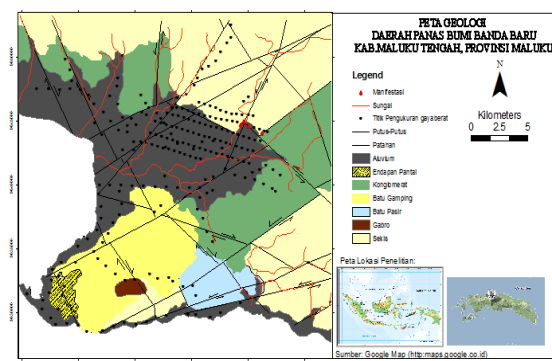 PETA GEOLOGI
DAERAH PANAS BUMI BANDA BARU
KAB.MALUKU TENGAH, PROVINSI MALUKU
Legend
Manifestasi
Sungai
Titik Pengukuran gayaberat
Putus-Putus
Patahan
Aluvium
Endapan Pantai
Konglmerat
Batu Gamping
Batu Pasir
Gabro
Sekis
N
Kilometers
0 2.5 5
Peta Lokasi Penelitian:
Sumber: Google Map (http:maps.google.co.id)